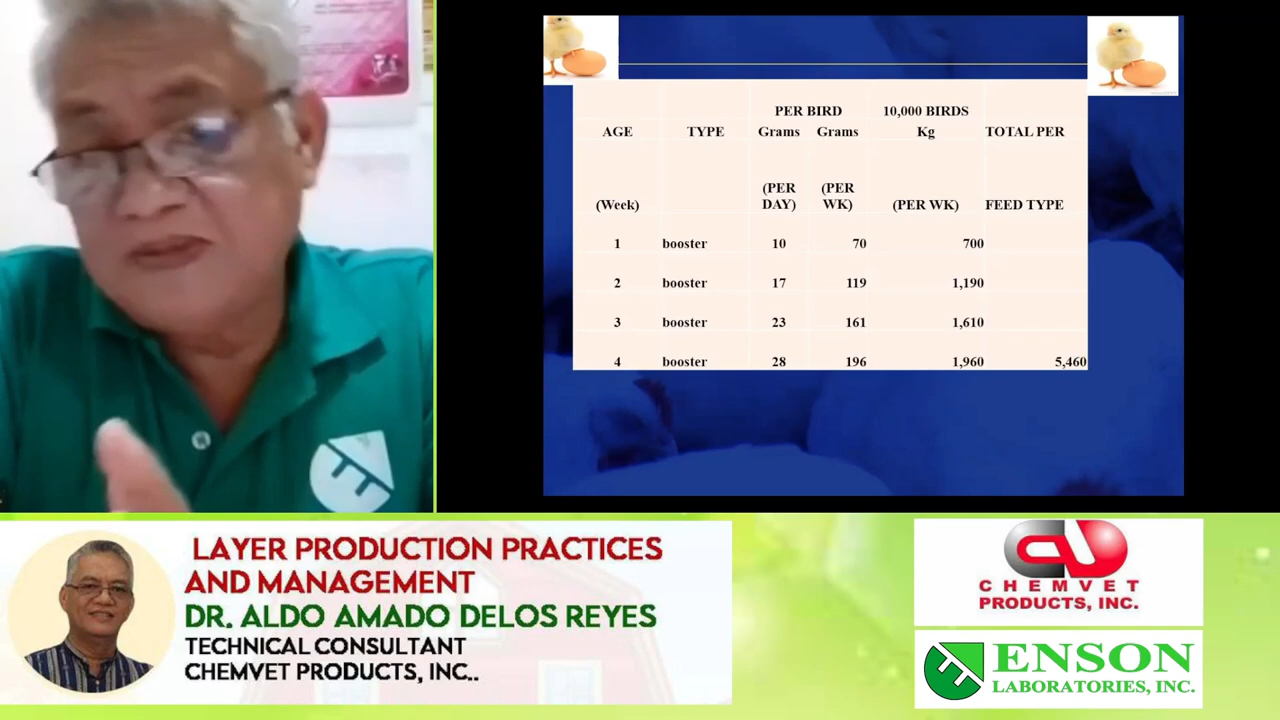 PER BIRD 10,000 BIRDS
AGE TYPE Grams Grams Kg TOTAL PER
(Week) (PER DAY) (PER WK) (PER WK) FEED TYPE
1 booster 10 70 700
2 booster 17 119 1,190
3 booster 23 161 1,610
4 booster 28 196 1,960 5,460
LAYER PRODUCTION PRACTICES
AND MANAGEMENT
DR. ALDO AMADO DELOS REYES
TECHNICAL CONSULTANT
CHEMVET PRODUCTS, INC..
CHEMVET
PRODUCTS, INC.
ENSON
LABORATORIES, INC.